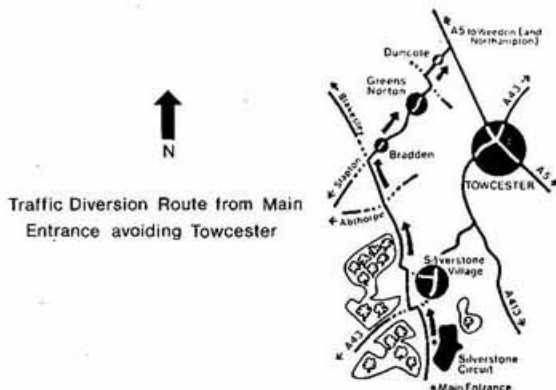 A5 to Weedon (and
Northampton)
Duncote
Greens
Norton
A43
Blakesley
N
Bradden
Slapton
TOWCESTER
A5
Traffic Diversion Route from Main
Entrance avoiding Towcester
Abthorpe
Silverstone
Village
A43
A413
Silverstone
Circuit
Main Entrance